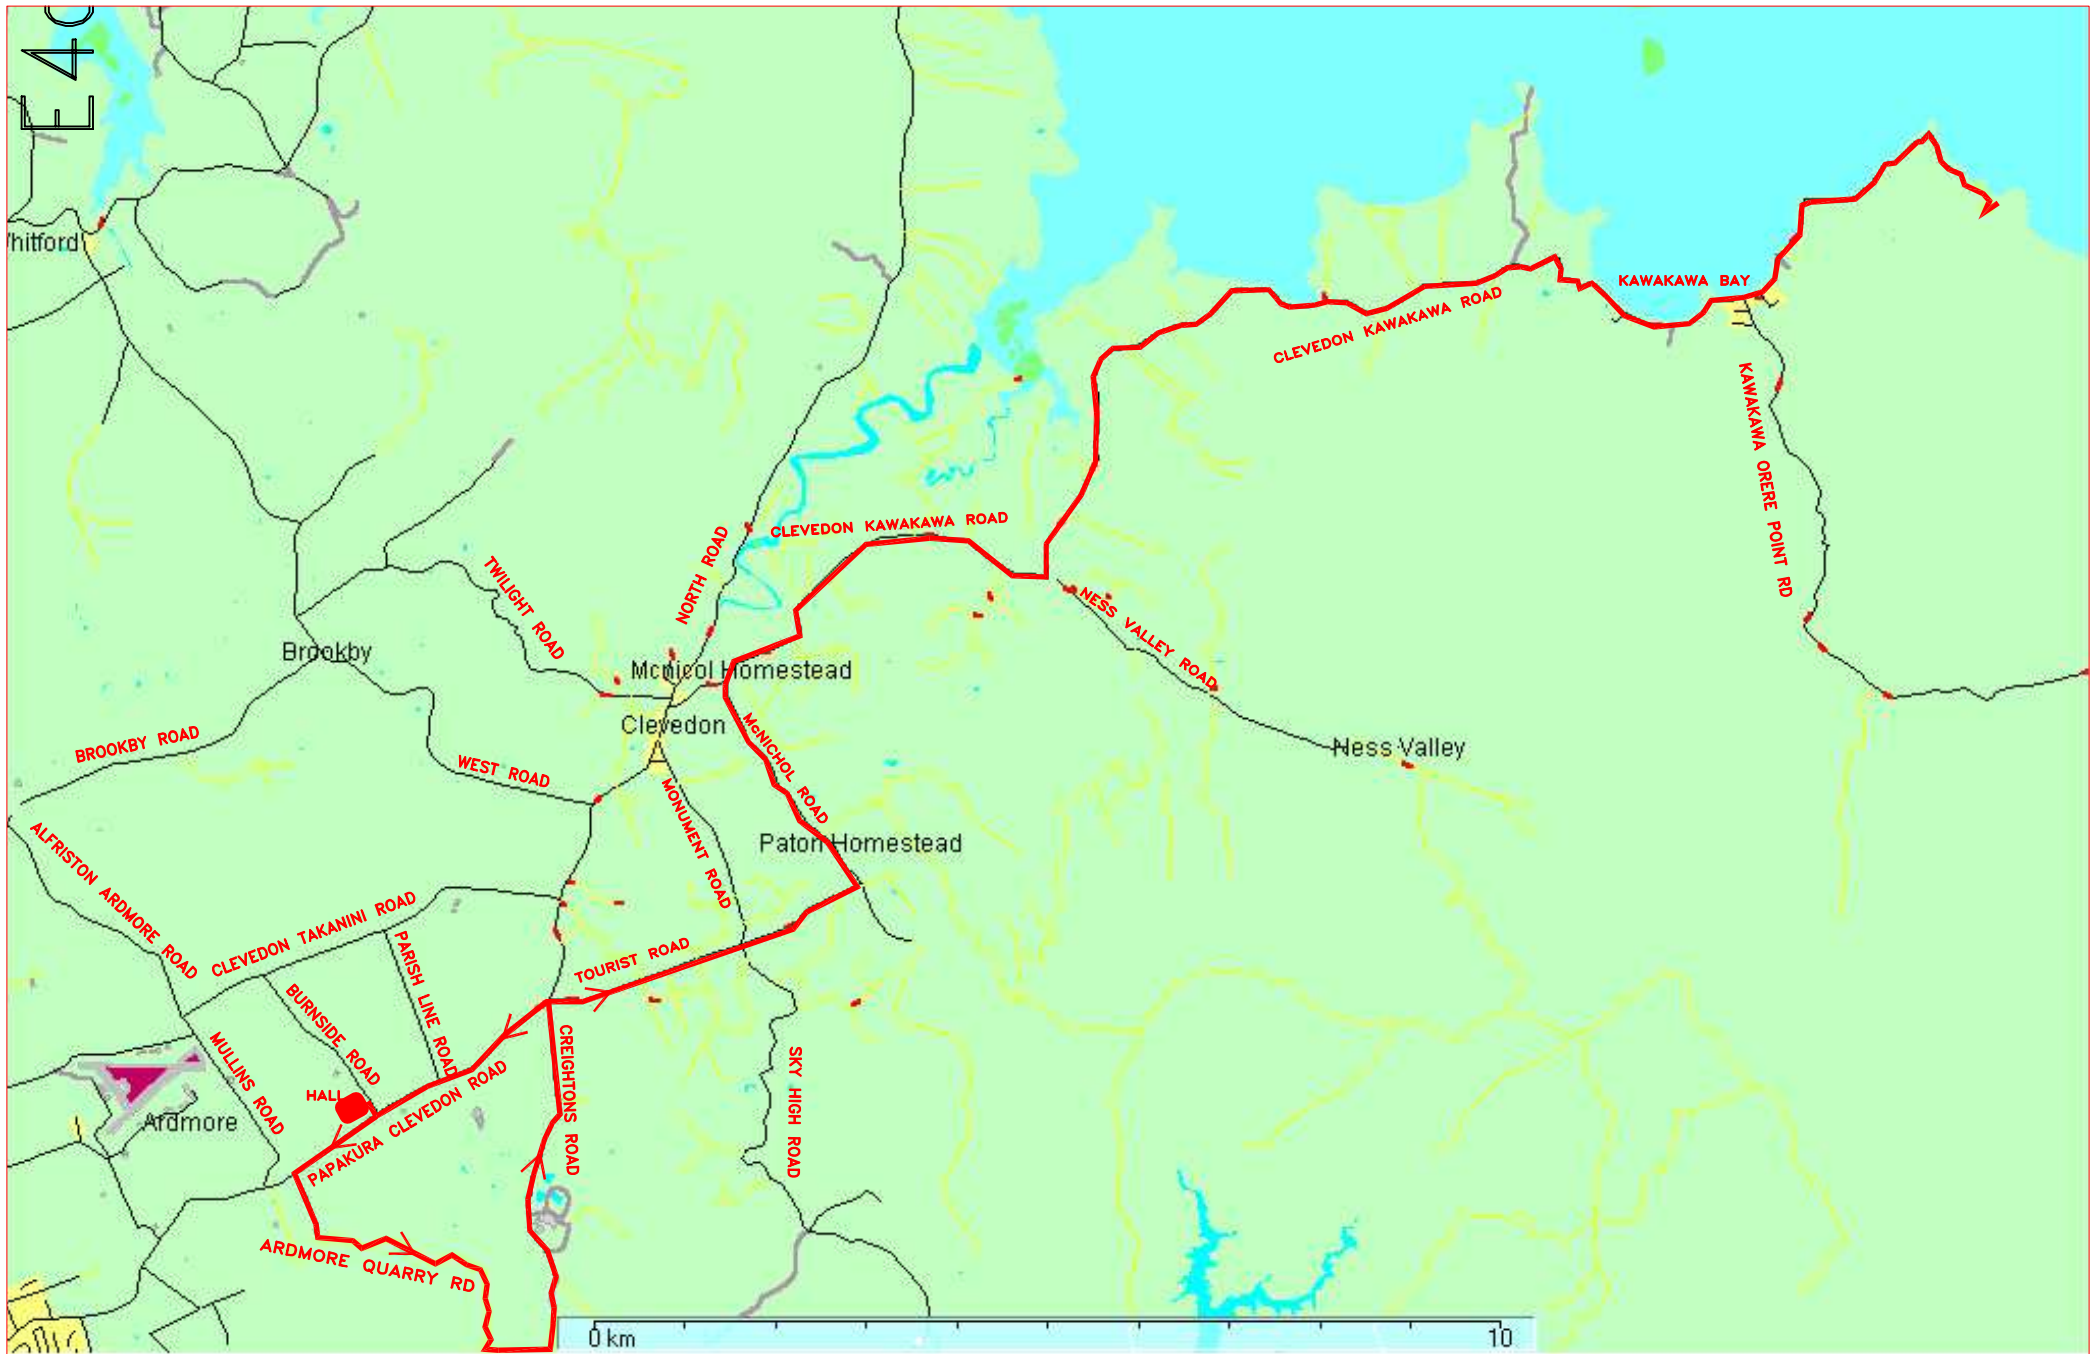 E 40
hitford
KAWAKAWA BAY
CLEVEDON KAWAKAWA ROAD
KAWAKAWA ORERE POINT RD
CLEVEDON KAWAKAWA ROAD
NORTH ROAD
TWILIGHT ROAD
NESS VALLEY ROAD
Brookby
Mcnicol Homestead
Clevedon
McNICHOL ROAD
BROOKBY ROAD
WEST ROAD
Ness Valley
MONUMENT ROAD
Paton Homestead
ALFRISTON ARDMORE ROAD
CLEVEDON TAKANINI ROAD
PARISH LINE ROAD
TOURIST ROAD
BURNSIDE ROAD
MULLINS ROAD
CREIGHTONS ROAD
SKY HIGH ROAD
HALL
PAPAKURA CLEVEDON ROAD
Ardmore
ARDMORE QUARRY RD
0 km
10